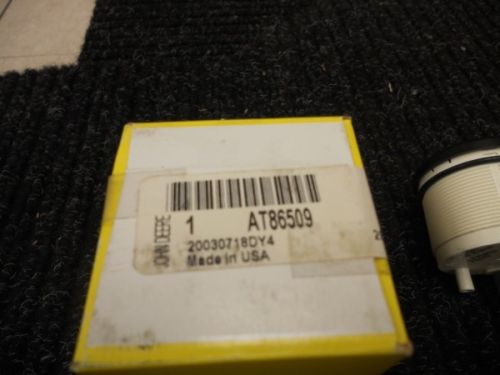 JOHN DEERE
1 AT86509
20030718DY4
Made in USA